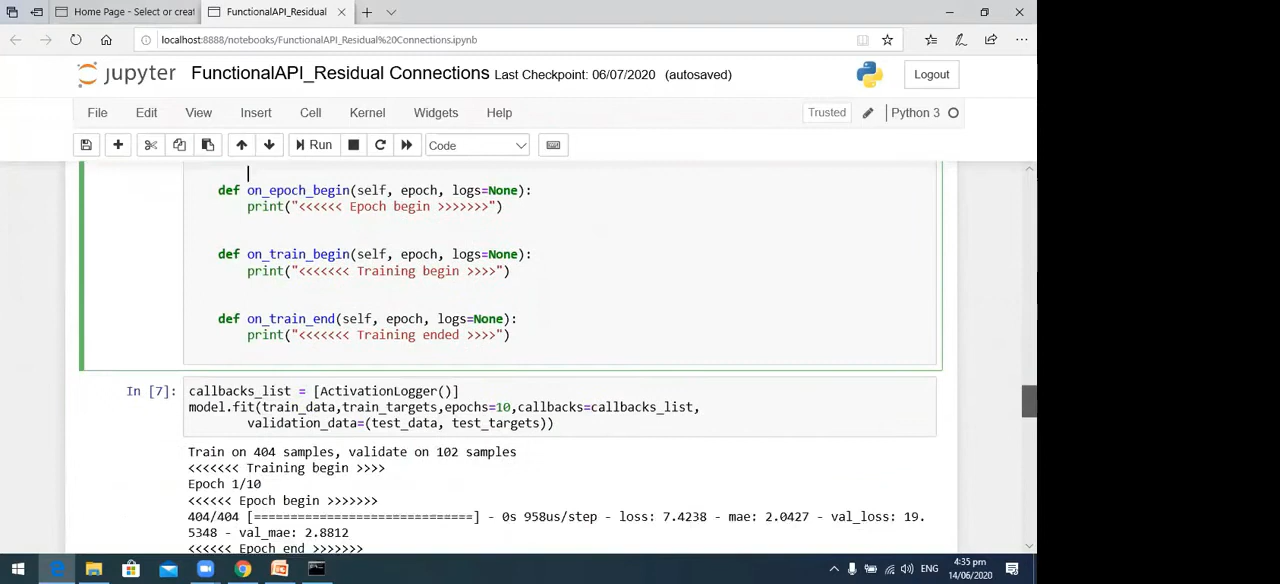 Home Page - Select or creat
FunctionalAPI_Residual
localhost:8888/notebooks/FunctionalAPI_Residual%20Connections.ipynb
jupyter FunctionalAPI_Residual Connections Last Checkpoint: 06/07/2020 (autosaved)
Logout
File Edit View Insert Cell Kernel Widgets Help Trusted Python 3
Run Code
def on_epoch_begin(self, epoch, logs=None):
print("<<<<<< Epoch begin >>>>>>>")
def on_train_begin(self, epoch, logs=None):
print("<<<<<<< Training begin >>>>")
def on_train_end(self, epoch, logs=None):
print("<<<<<<< Training ended >>>>")
In [7]: callbacks_list = [ActivationLogger()]
model.fit(train_data,train_targets,epochs=10,callbacks=callbacks_list,
validation_data=(test_data, test_targets))
Train on 404 samples, validate on 102 samples
<<<<<<< Training begin >>>>
Epoch 1/10
<<<<<< Epoch begin >>>>>>>
404/404 [==============================] - 0s 958us/step - loss: 7.4238 - mae: 2.0427 - val_loss: 19.
5348 - val_mae: 2.8812
<<<<<< Epoch end >>>>>>>
ENG
4:35 pm
14/06/2020